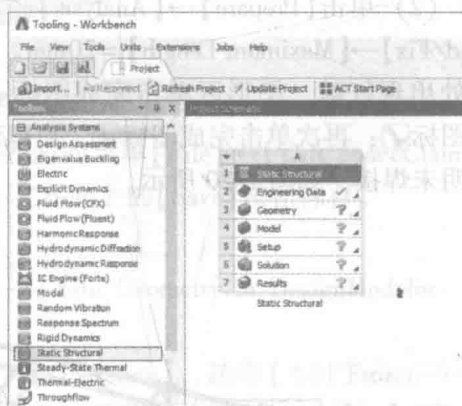 Tooling - Workbench
File View Tools Units Extensions Jobs Help
Project
Import... Reconnect Refresh Project Update Project ACT Start Page
Toolbox Project Schematic
Analysis Systems
Design Assessment
Eigenvalue Buckling
Electric
Explicit Dynamics
Fluid Flow (CFX)
Fluid Flow (Fluent)
Harmonic Response
Hydrodynamic Diffraction
Hydrodynamic Response
IC Engine (Forte)
Modal
Random Vibration
Response Spectrum
Rigid Dynamics
Static Structural
Steady-State Thermal
Thermal-Electric
Throughflow
A
1 Static Structural
2 Engineering Data
3 Geometry
4 Model
5 Setup
6 Solution
7 Results
Static Structural